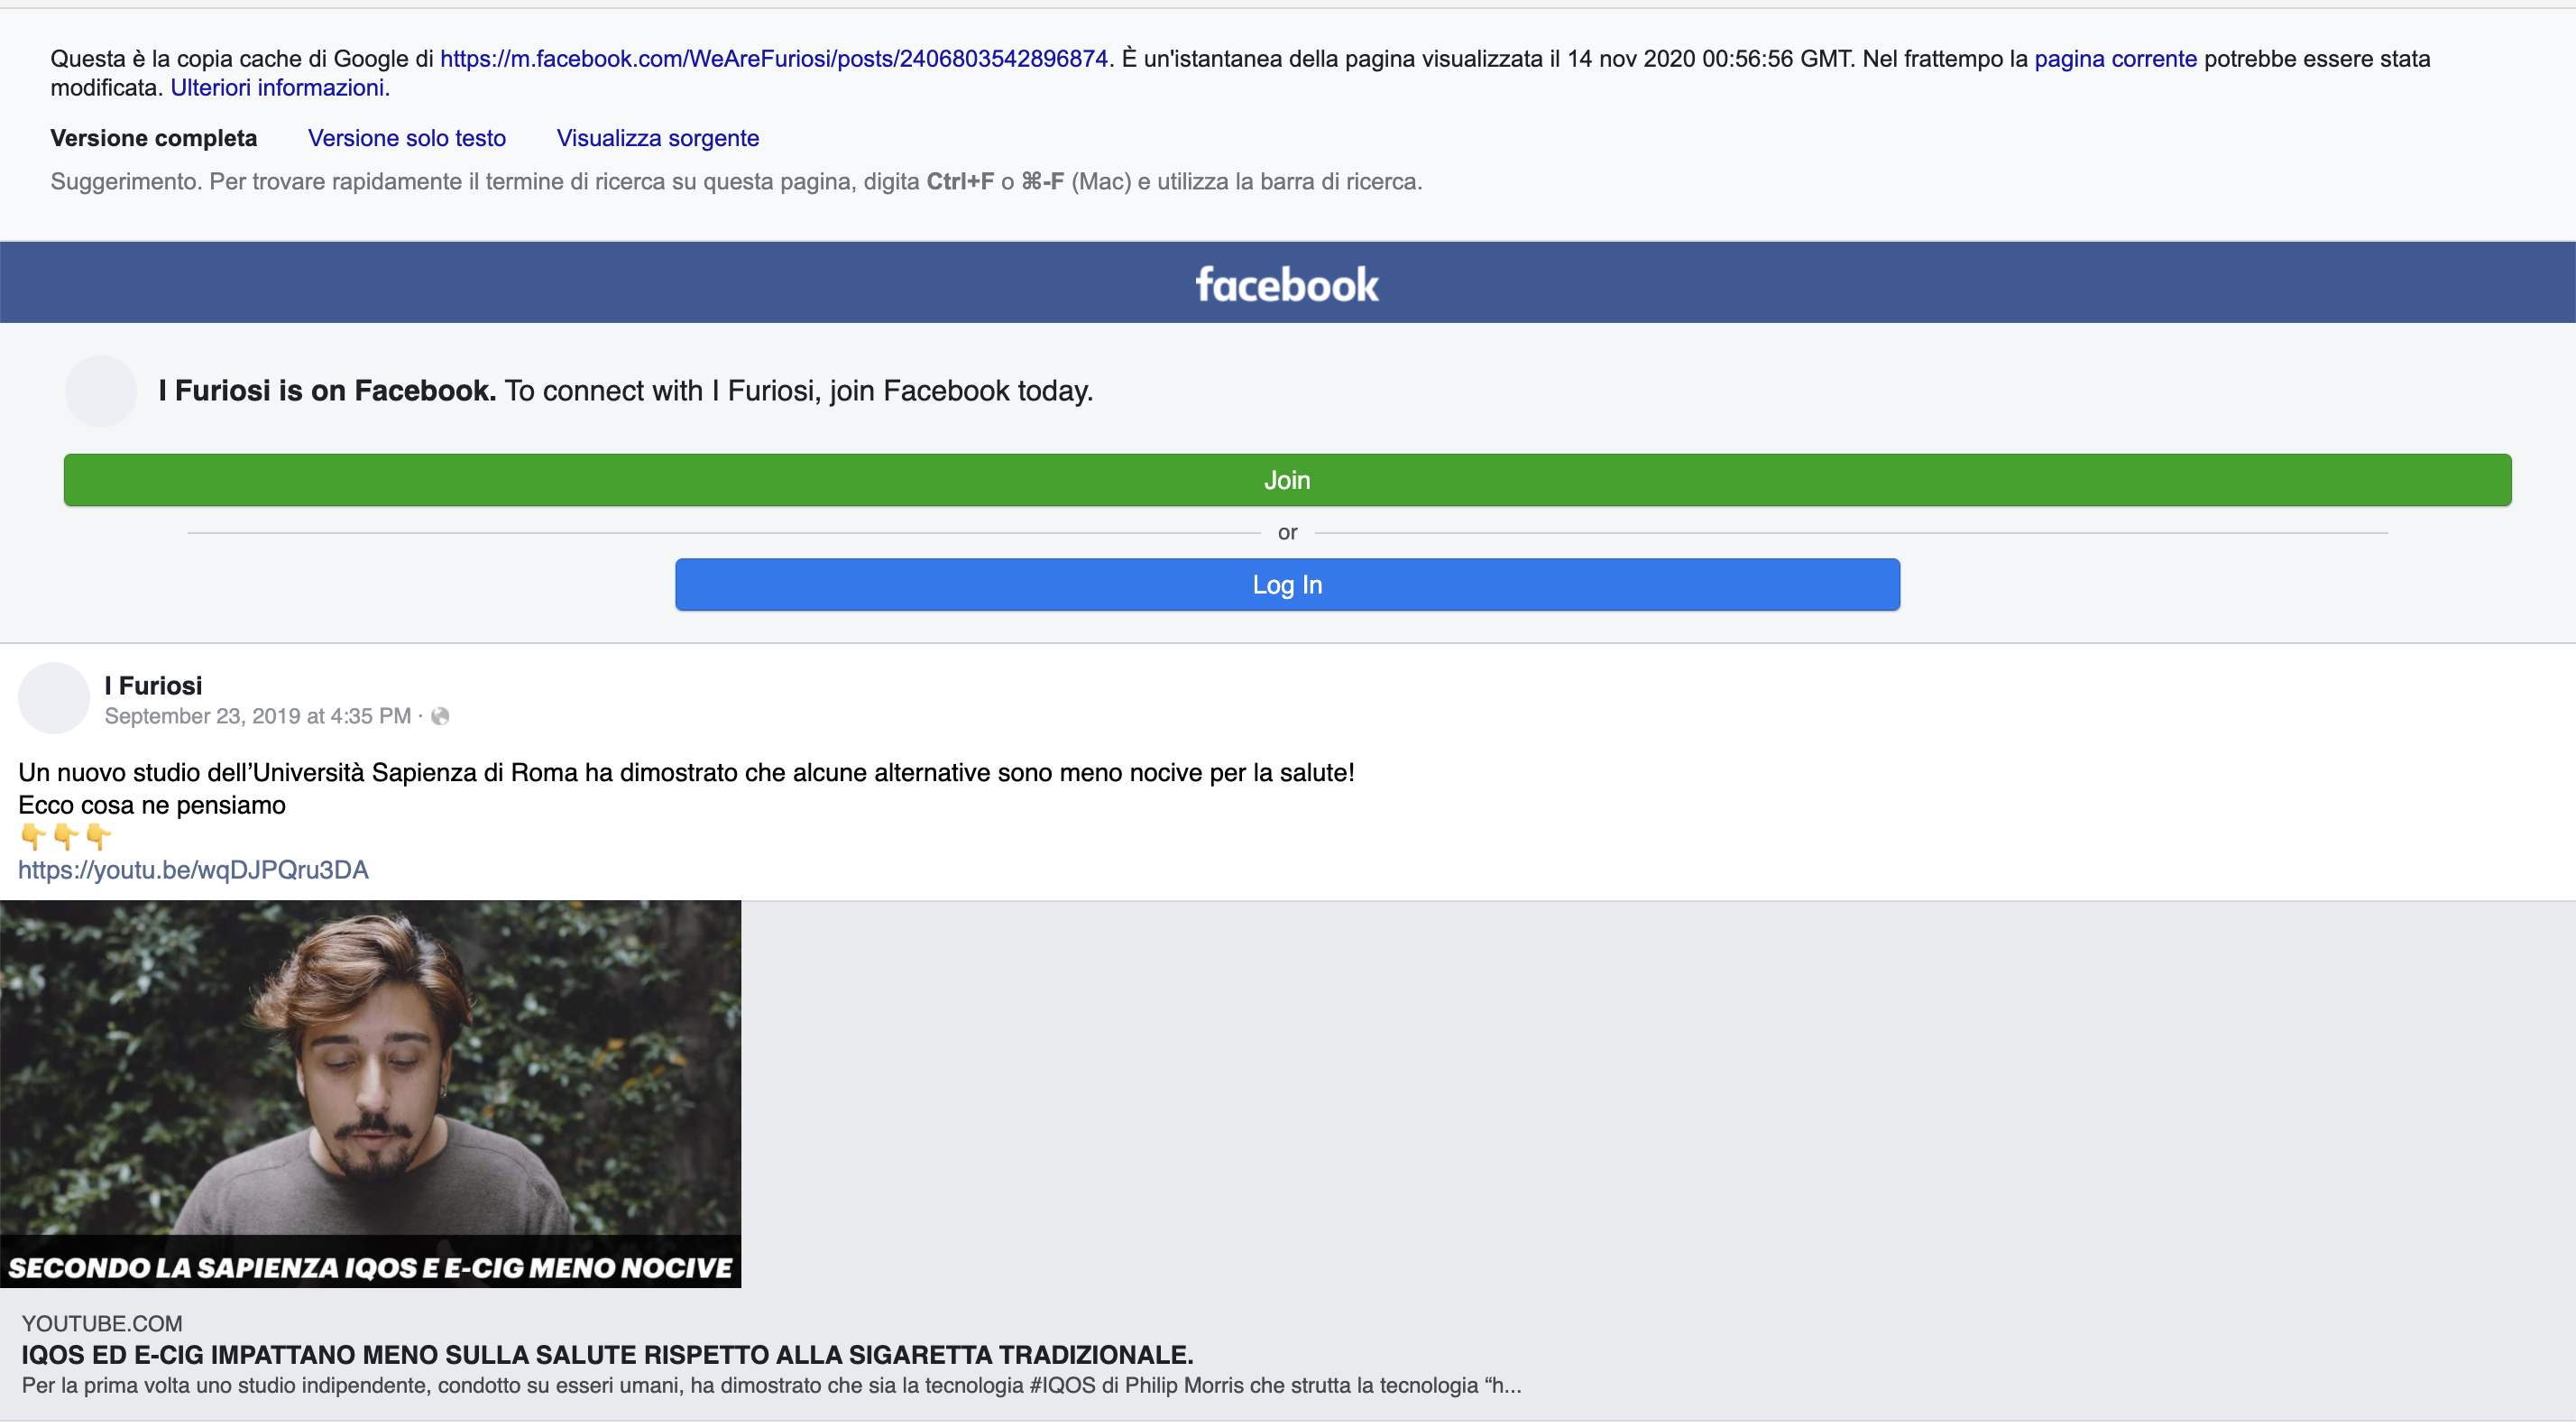 Questa è la copia cache di Google di https://m.facebook.com/WeAreFuriosi/posts/2406803542896874. È un'istantanea della pagina visualizzata il 14 nov 2020 00:56:56 GMT. Nel frattempo la pagina corrente potrebbe essere stata
modificata. Ulteriori informazioni.
Versione completa Versione solo testo Visualizza sorgente
Suggerimento. Per trovare rapidamente il termine di ricerca su questa pagina, digita Ctrl+F o ⌘-F (Mac) e utilizza la barra di ricerca.
facebook
I Furiosi is on Facebook. To connect with I Furiosi, join Facebook today.
Join
or
Log In
I Furiosi
September 23, 2019 at 4:35 PM ·
Un nuovo studio dell’Università Sapienza di Roma ha dimostrato che alcune alternative sono meno nocive per la salute!
Ecco cosa ne pensiamo
👇👇👇
https://youtu.be/wqDJPQru3DA
SECONDO LA SAPIENZA IQOS E E-CIG MENO NOCIVE
YOUTUBE.COM
IQOS ED E-CIG IMPATTANO MENO SULLA SALUTE RISPETTO ALLA SIGARETTA TRADIZIONALE.
Per la prima volta uno studio indipendente, condotto su esseri umani, ha dimostrato che sia la tecnologia #IQOS di Philip Morris che strutta la tecnologia “h...